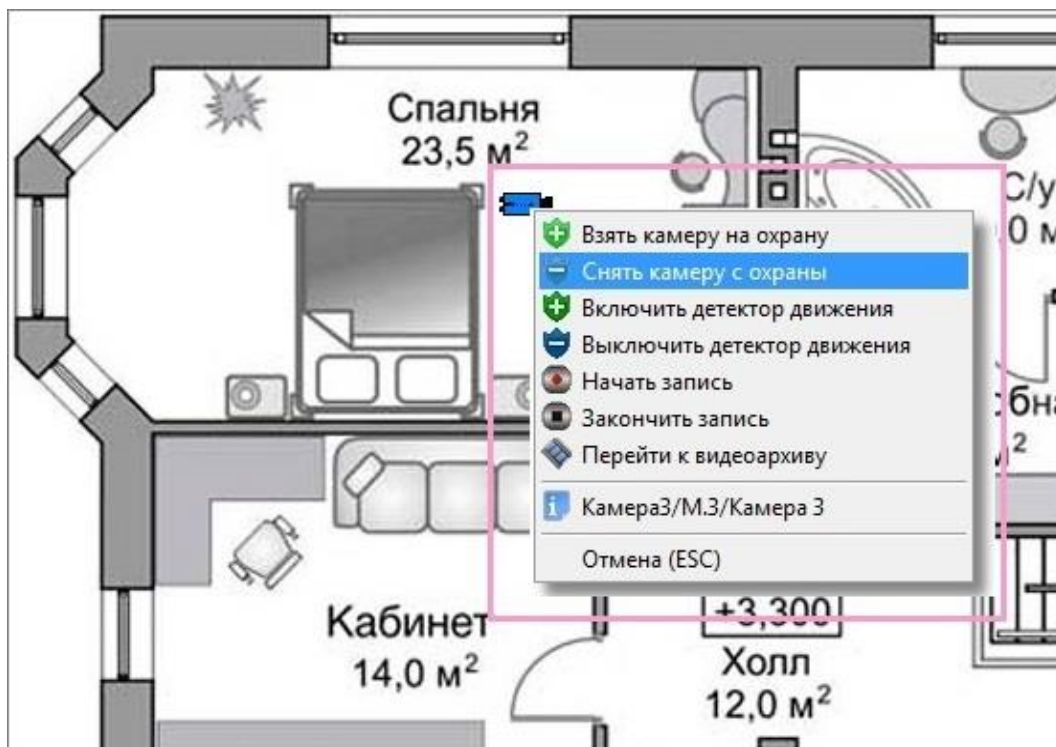 Спальня
23,5 м²
С/у
Взять камеру на охрану
Снять камеру с охраны
Включить детектор движения
Выключить детектор движения
Начать запись
Закончить запись
Перейти к видеоархиву
Камера3/М.3/Камера 3
Отмена (ESC)
+3,300
Кабинет
14,0 м²
Холл
12,0 м²